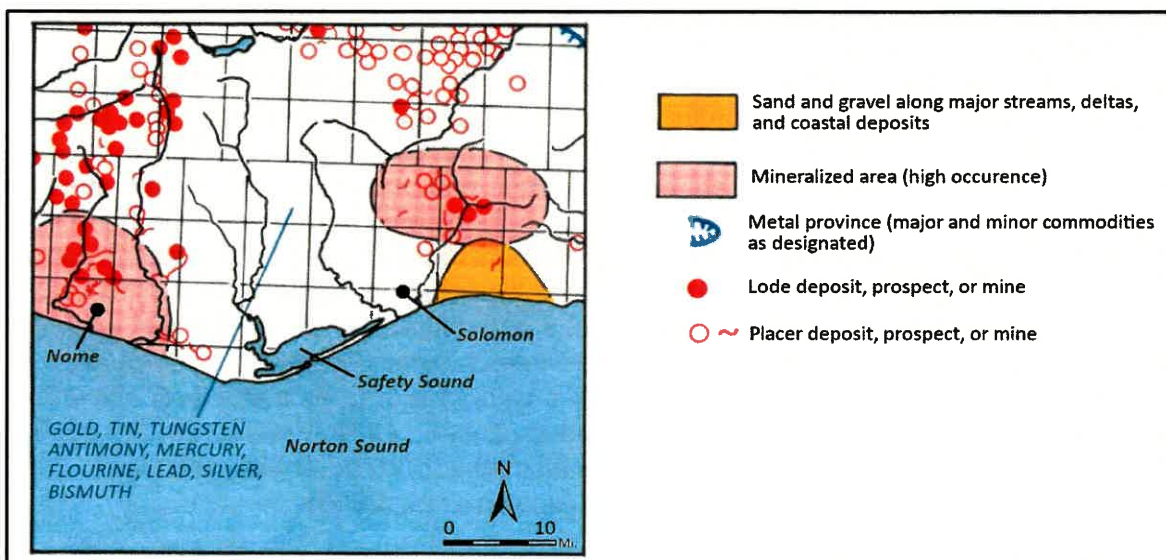 Nome
Solomon
Safety Sound
GOLD, TIN, TUNGSTEN
ANTIMONY, MERCURY,
FLOURINE, LEAD, SILVER,
BISMUTH
Norton Sound
N
0 10
Mi.
Sand and gravel along major streams, deltas,
and coastal deposits
Mineralized area (high occurence)
Metal province (major and minor commodities
as designated)
Lode deposit, prospect, or mine
Placer deposit, prospect, or mine